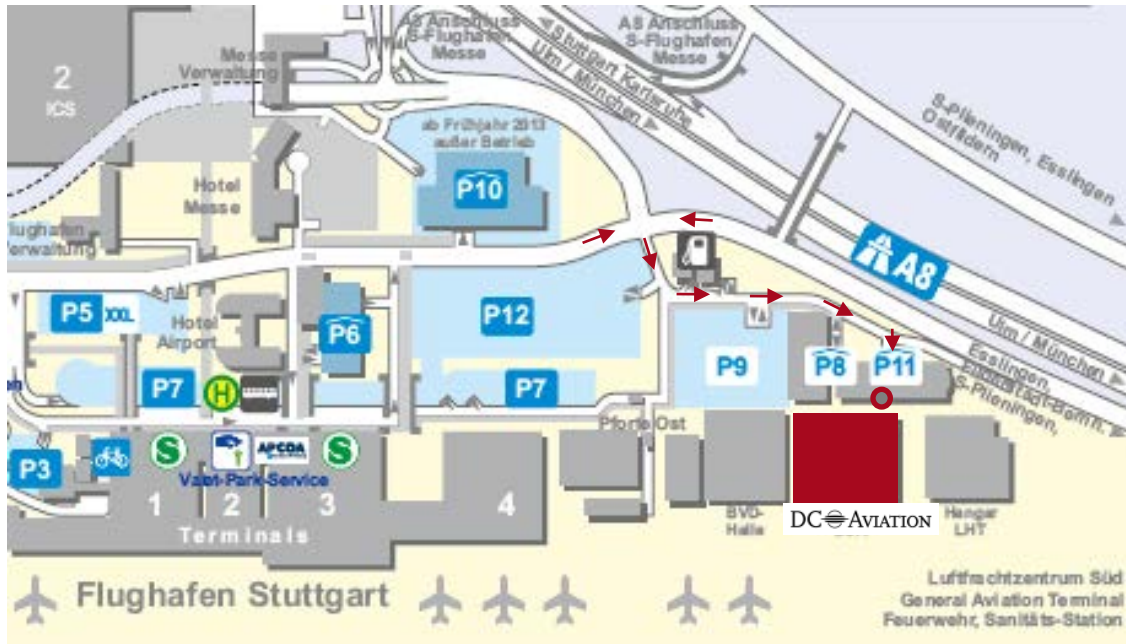 A8 Anschluss
S-Flughafen
Messe
A8 Anschluss
S-Flughafen
Messe
Stuttgart Karlsruhe
Ulm / München
S-Plieningen, Esslingen
Ostfildern
Messe
Verwaltung
2
ICS
ab Frühjahr 2013
außer Betrieb
P10
Hotel
Messe
Flughafen
Verwaltung
A8
P5 XXL
Hotel
Airport
P6
P12
P9
P8
P11
Ulm / München
Esslingen,
S-Plieningen,
P7
H
P7
Pforte Ost
P3
S
APCOA
S
Valet-Park-Service
1
2
3
4
Terminals
BVD-
Halle
DC AVIATION
Hangar
LHT
Flughafen Stuttgart
Luftfrachtzentrum Süd
General Aviation Terminal
Feuerwehr, Sanitäts-Station